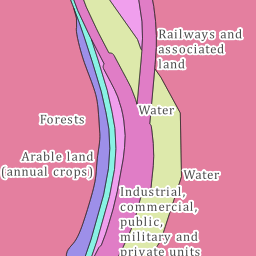 Railways and
associated
land
Water
Forests
Arable land
(annual crops)
Water
Industrial,
commercial,
public,
military and
private units